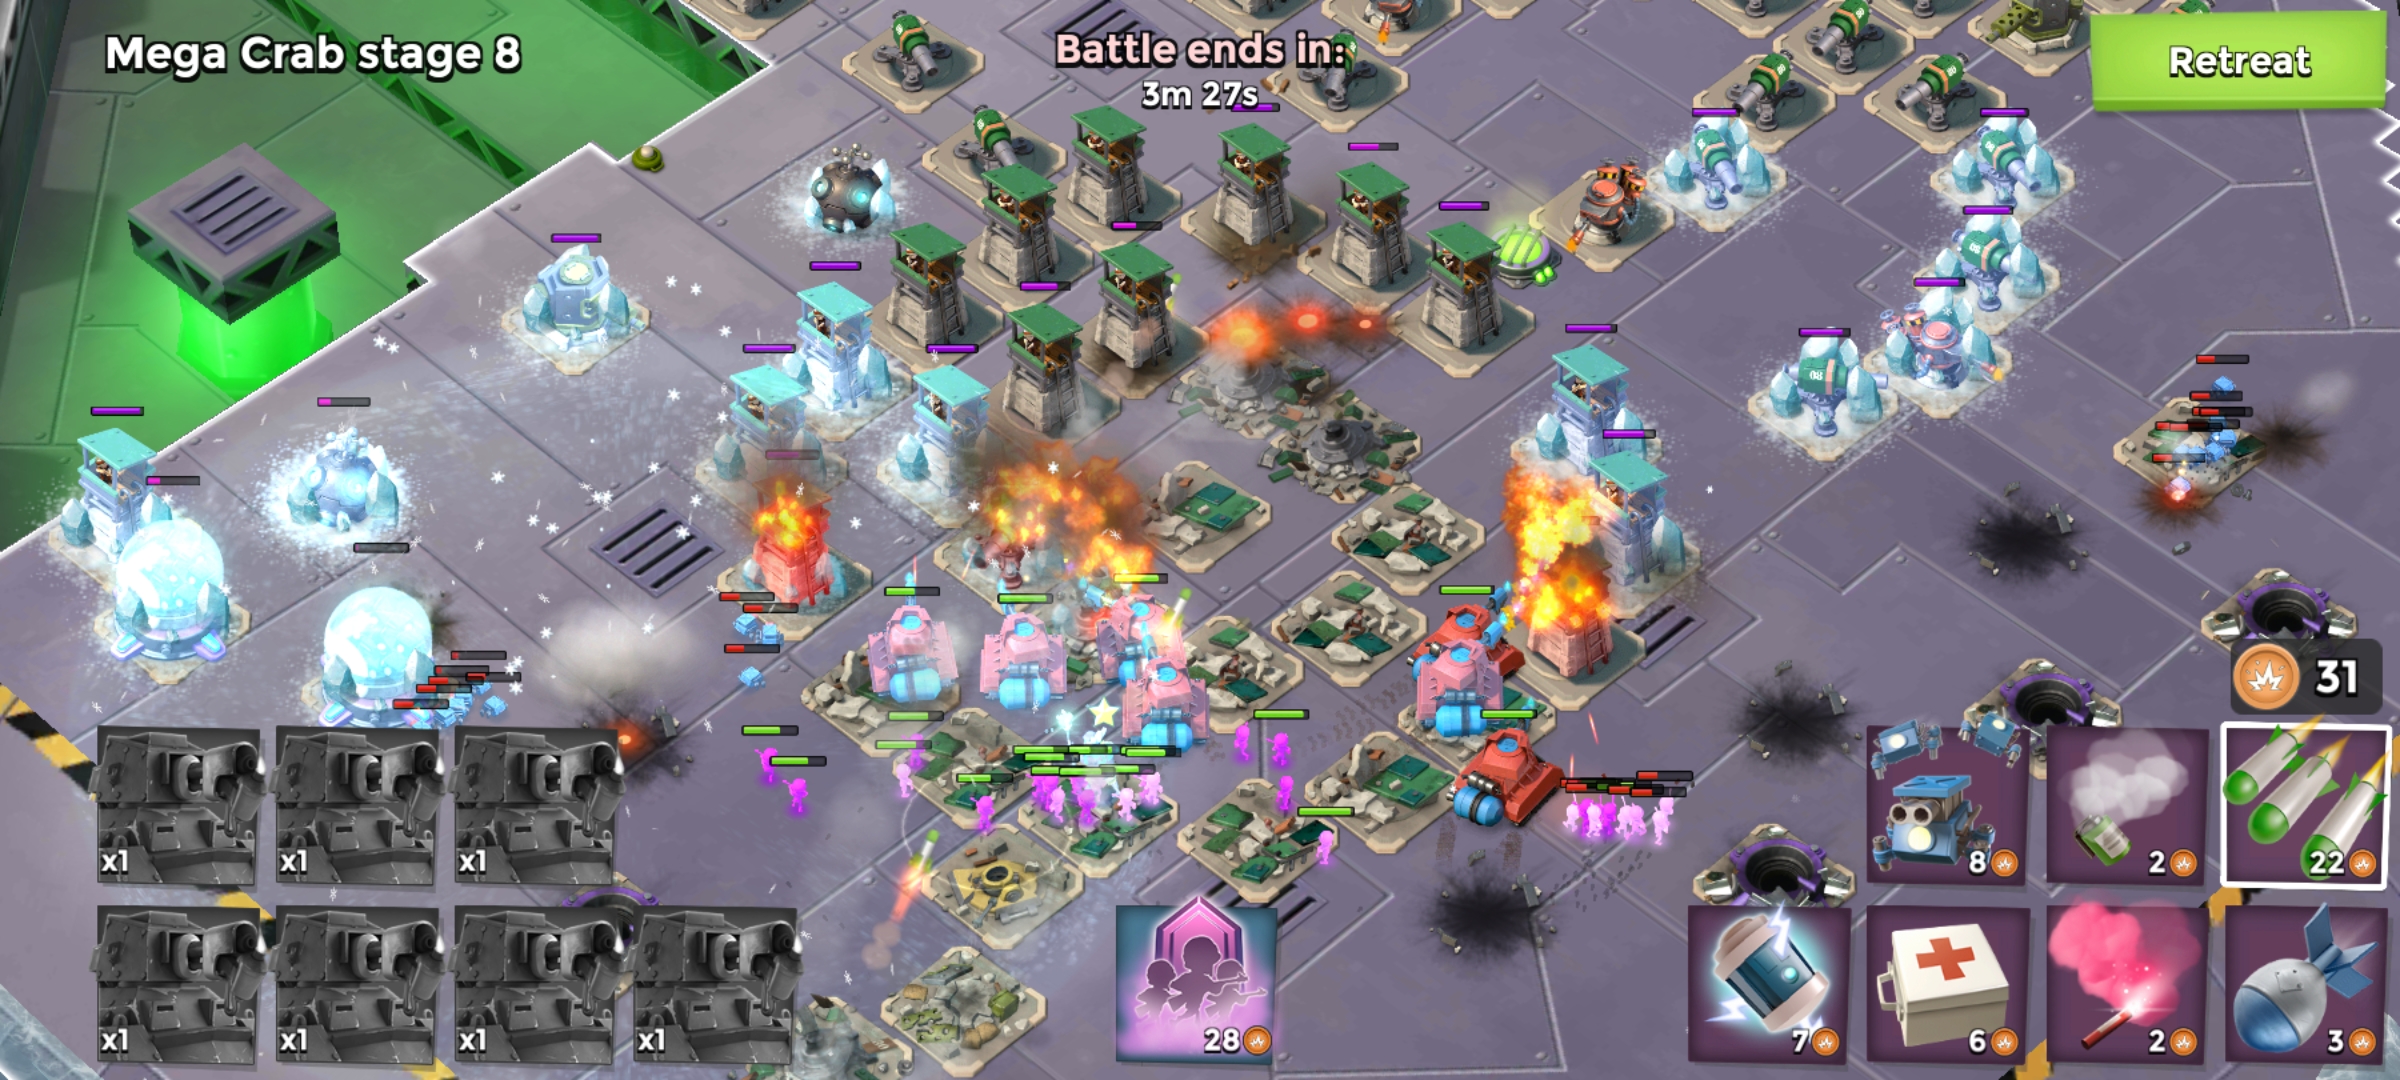 Mega Crab stage 8
Battle ends in:
3m 27s
Retreat
31
x1
x1
x1
8
2
22
x1
x1
x1
x1
28
7
6
2
3